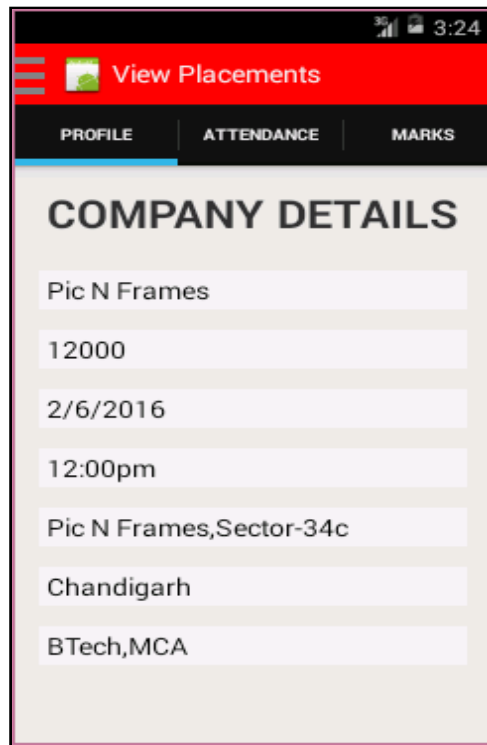 3G 3:24
View Placements
PROFILE ATTENDANCE MARKS
COMPANY DETAILS
Pic N Frames
12000
2/6/2016
12:00pm
Pic N Frames,Sector-34c
Chandigarh
BTech,MCA